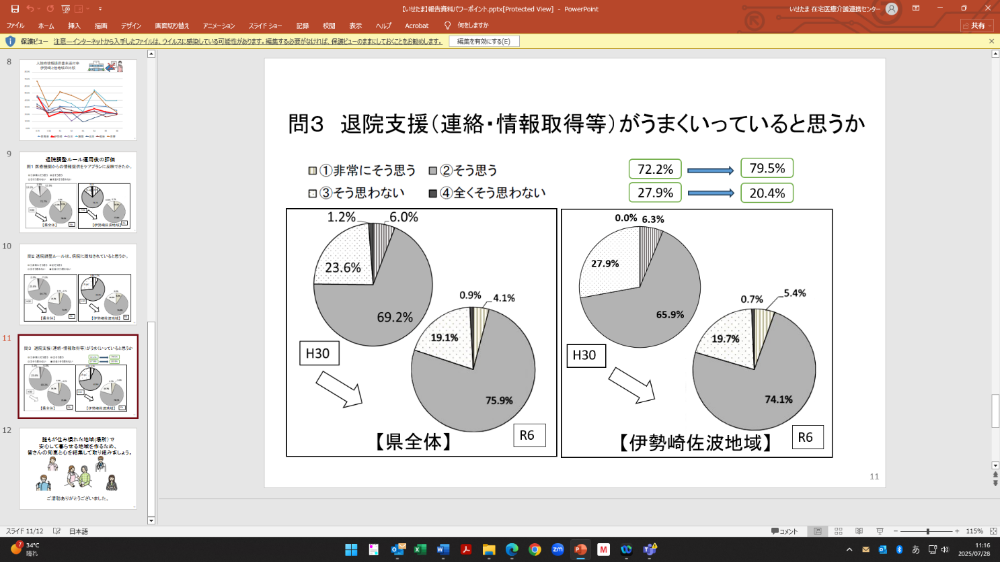 【いせたま】報告資料パワーポイント.pptx[Protected View] - PowerPoint
いせたま 在宅医療介護連携センター
ファイル ホーム 挿入 描画 デザイン 画面切り替え アニメーション スライド ショー 記録 校閲 表示 ヘルプ Acrobat 何をしますか
共有
保護ビュー 注意—インターネットから入手したファイルは、ウイルスに感染している可能性があります。編集する必要がなければ、保護ビューのままにしておくことをお勧めします。 編集を有効にする(E)
8
入院時情報提供書未送付率
伊勢崎と他地域の比較
9
退院調整ルール運用後の評価
問1 医療機関からの情報提供をケアプランに反映できたか。
【県全体】
【伊勢崎佐波地域】
10
問2 退院調整ルールは、病院に周知されていると思うか。
【県全体】
【伊勢崎佐波地域】
11
問3 退院支援(連絡・情報取得等)がうまくいっていると思うか
【県全体】
【伊勢崎佐波地域】
12
誰もが住み慣れた地域(場所)で
安心して暮らせる地域を作るため、
皆さんの知恵と心を結集して取り組みましょう。
ご清聴ありがとうございました。
問3 退院支援(連絡・情報取得等)がうまくいっていると思うか
①非常にそう思う ②そう思う
③そう思わない ④全くそう思わない
72.2% 79.5%
27.9% 20.4%
1.2% 6.0%
23.6%
69.2%
H30
0.9% 4.1%
19.1%
75.9%
R6
【県全体】
0.0% 6.3%
27.9%
65.9%
H30
0.7% 5.4%
19.7%
74.1%
R6
【伊勢崎佐波地域】
11
スライド 11/12 日本語
コメント
115%
7
34°C
晴れ
zm
あ
11:16
2025/07/28